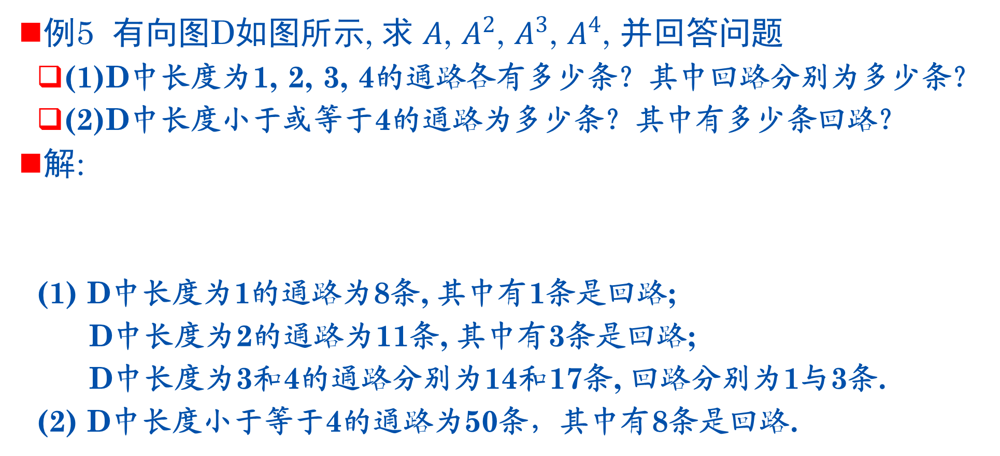 例5 有向图D如图所示, 求 A, A², A³, A⁴, 并回答问题
(1)D中长度为1, 2, 3, 4的通路各有多少条？其中回路分别为多少条？
(2)D中长度小于或等于4的通路为多少条？其中有多少条回路？
解:
(1) D中长度为1的通路为8条, 其中有1条是回路;
D中长度为2的通路为11条, 其中有3条是回路;
D中长度为3和4的通路分别为14和17条, 回路分别为1与3条.
(2) D中长度小于等于4的通路为50条，其中有8条是回路.